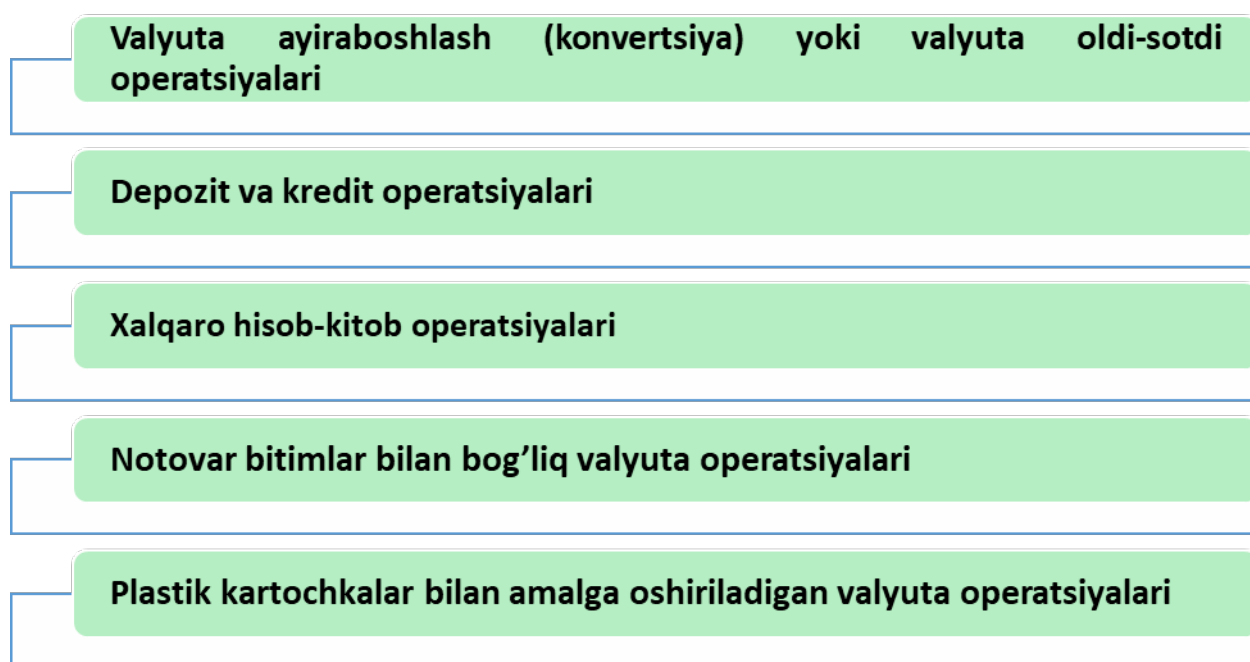 Valyuta ayiraboshlash (konvertsiya) yoki valyuta oldi-sotdi
operatsiyalari
Depozit va kredit operatsiyalari
Xalqaro hisob-kitob operatsiyalari
Notovar bitimlar bilan bog’liq valyuta operatsiyalari
Plastik kartochkalar bilan amalga oshiriladigan valyuta operatsiyalari